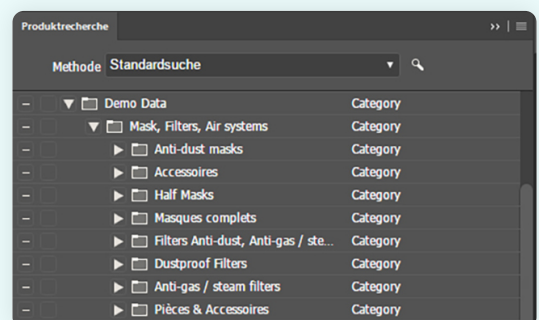 Produktrecherche
Methode Standardsuche
Demo Data Category
Mask, Filters, Air systems Category
Anti-dust masks Category
Accessoires Category
Half Masks Category
Masques complets Category
Filters Anti-dust, Anti-gas / ste... Category
Dustproof Filters Category
Anti-gas / steam filters Category
Pièces & Accessoires Category